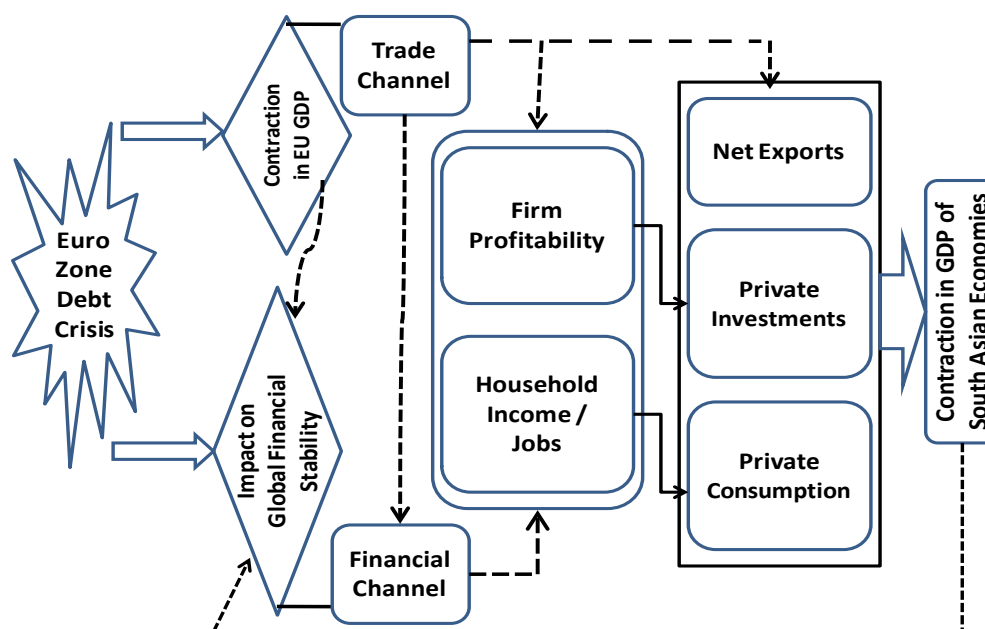 Euro
Zone
Debt
Crisis
Contraction
in EU GDP
Impact on
Global Financial
Stability
Trade
Channel
Financial
Channel
Firm
Profitability
Household
Income /
Jobs
Net Exports
Private
Investments
Private
Consumption
Contraction in GDP of
South Asian Economies